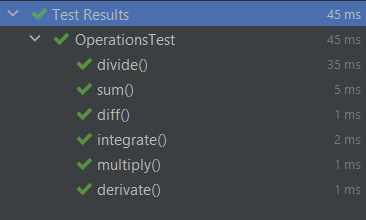 Test Results 45 ms
OperationsTest 45 ms
divide() 35 ms
sum() 5 ms
diff() 1 ms
integrate() 2 ms
multiply() 1 ms
derivate() 1 ms